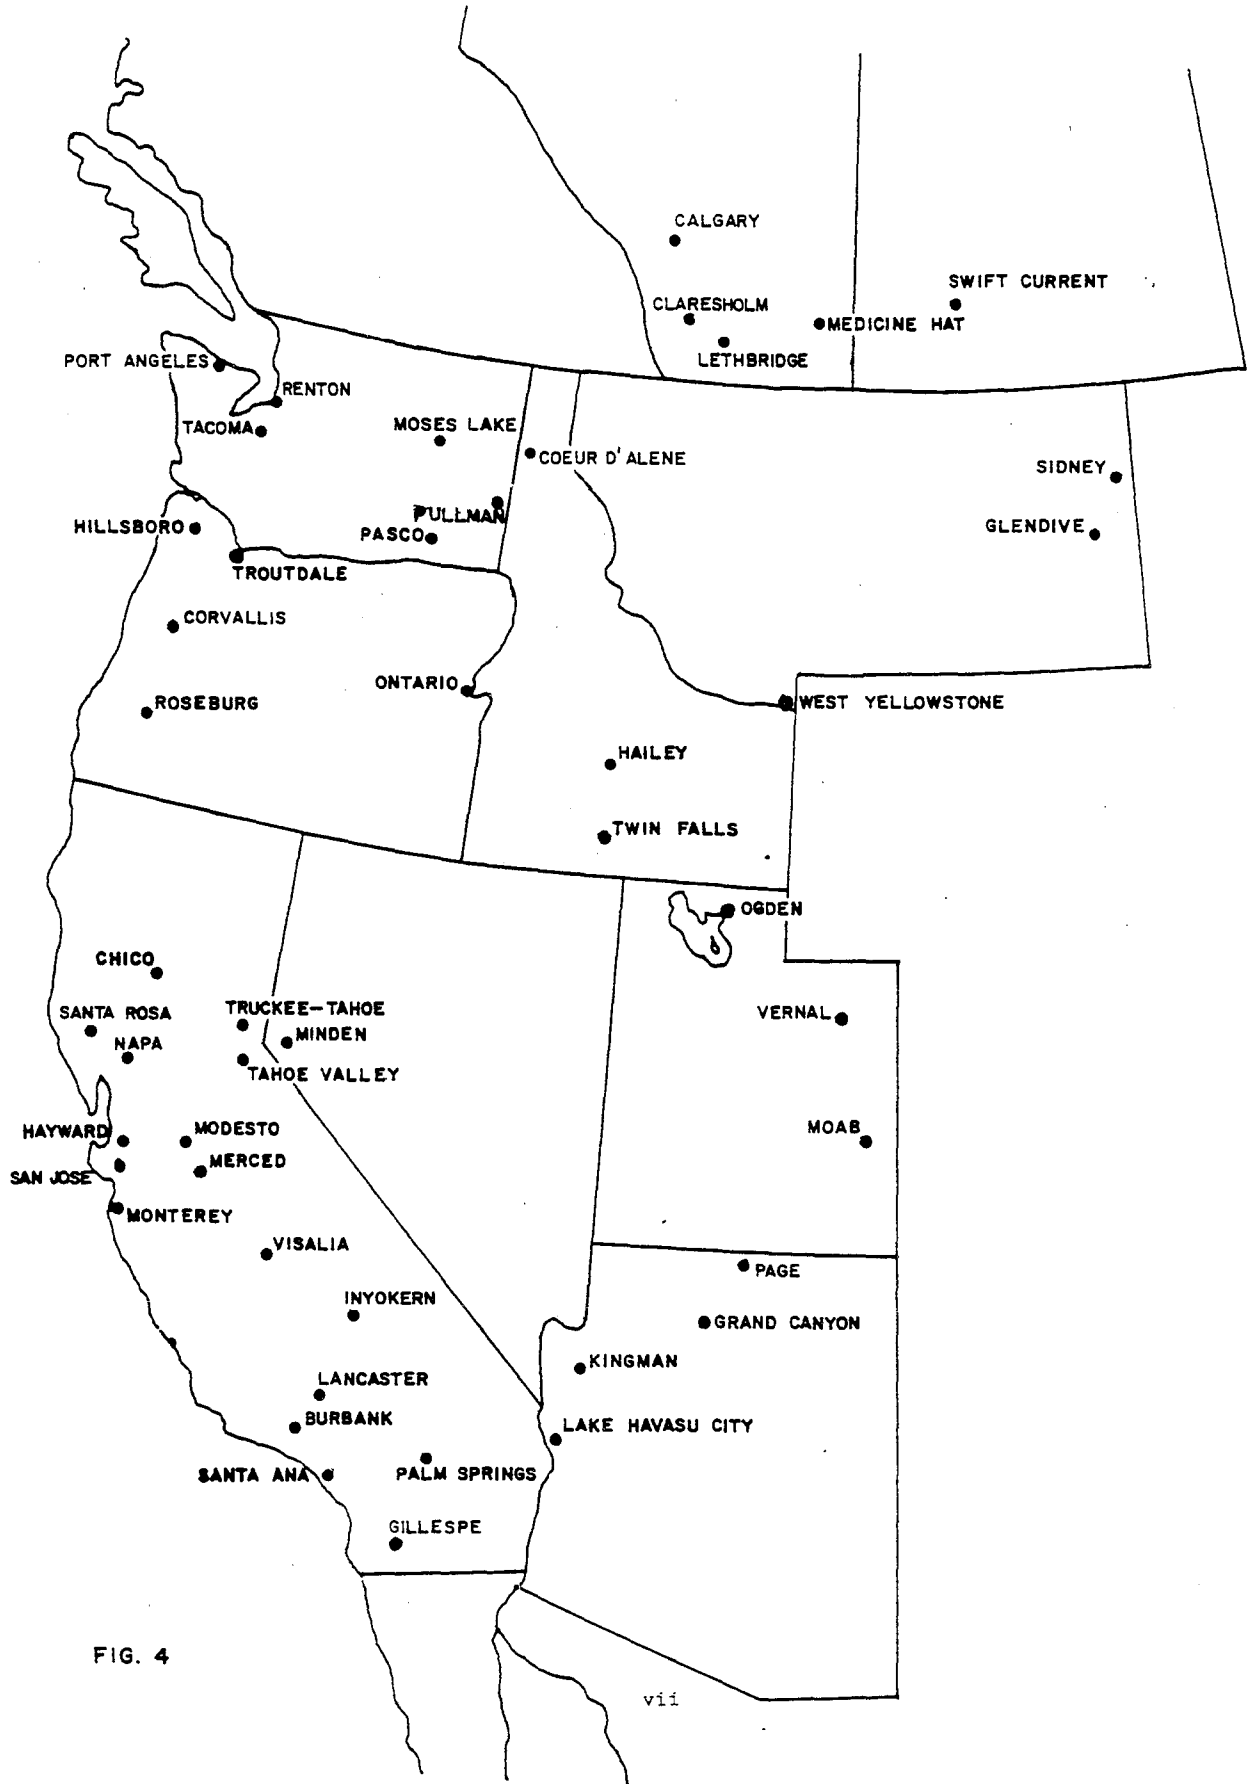 CALGARY
SWIFT CURRENT
CLARESHOLM
MEDICINE HAT
LETHBRIDGE
PORT ANGELES
RENTON
TACOMA
MOSES LAKE
COEUR D'ALENE
SIDNEY
PULLMAN
HILLSBORO
PASCO
GLENDIVE
TROUTDALE
CORVALLIS
ONTARIO
ROSEBURG
WEST YELLOWSTONE
HAILEY
TWIN FALLS
OGDEN
CHICO
TRUCKEE-TAHOE
SANTA ROSA
VERNAL
MINDEN
NAPA
TAHOE VALLEY
HAYWARD
MODESTO
MOAB
MERCED
SAN JOSE
MONTEREY
VISALIA
PAGE
INYOKERN
GRAND CANYON
KINGMAN
LANCASTER
BURBANK
LAKE HAVASU CITY
SANTA ANA
PALM SPRINGS
GILLESPE
FIG. 4
vii